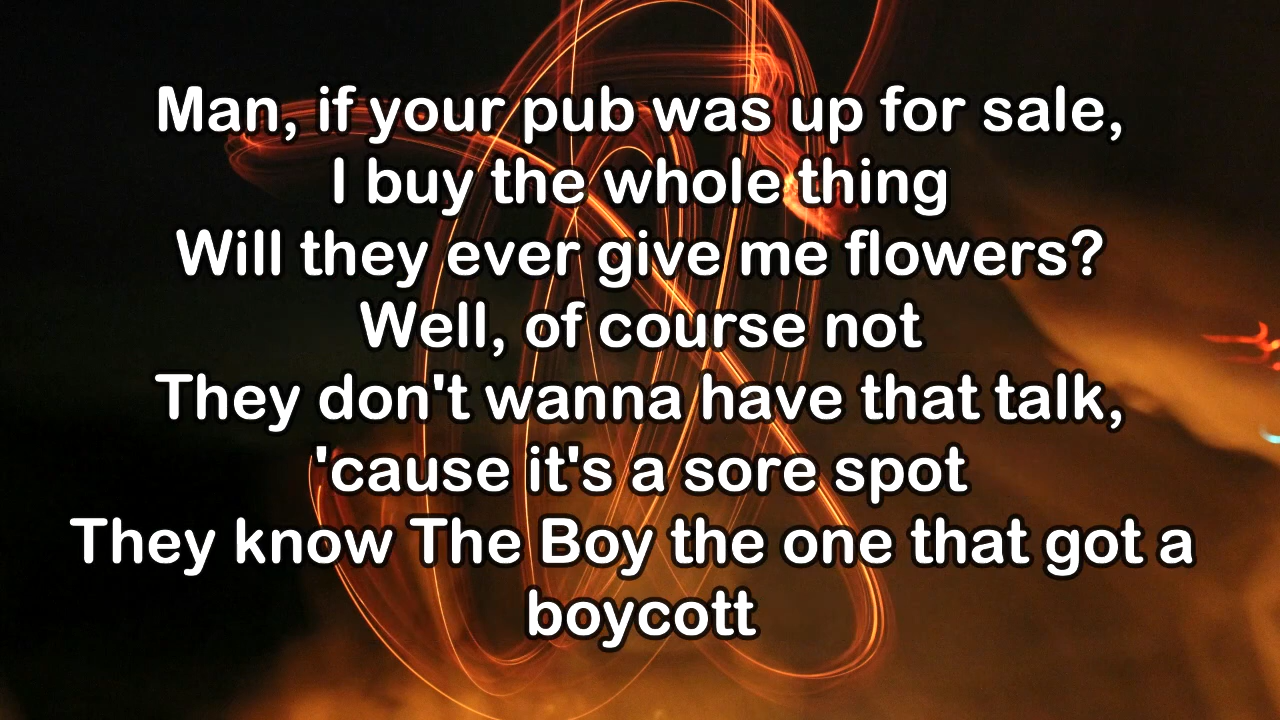 Man, if your pub was up for sale,
I buy the whole thing
Will they ever give me flowers?
Well, of course not
They don't wanna have that talk,
'cause it's a sore spot
They know The Boy the one that got a
boycott